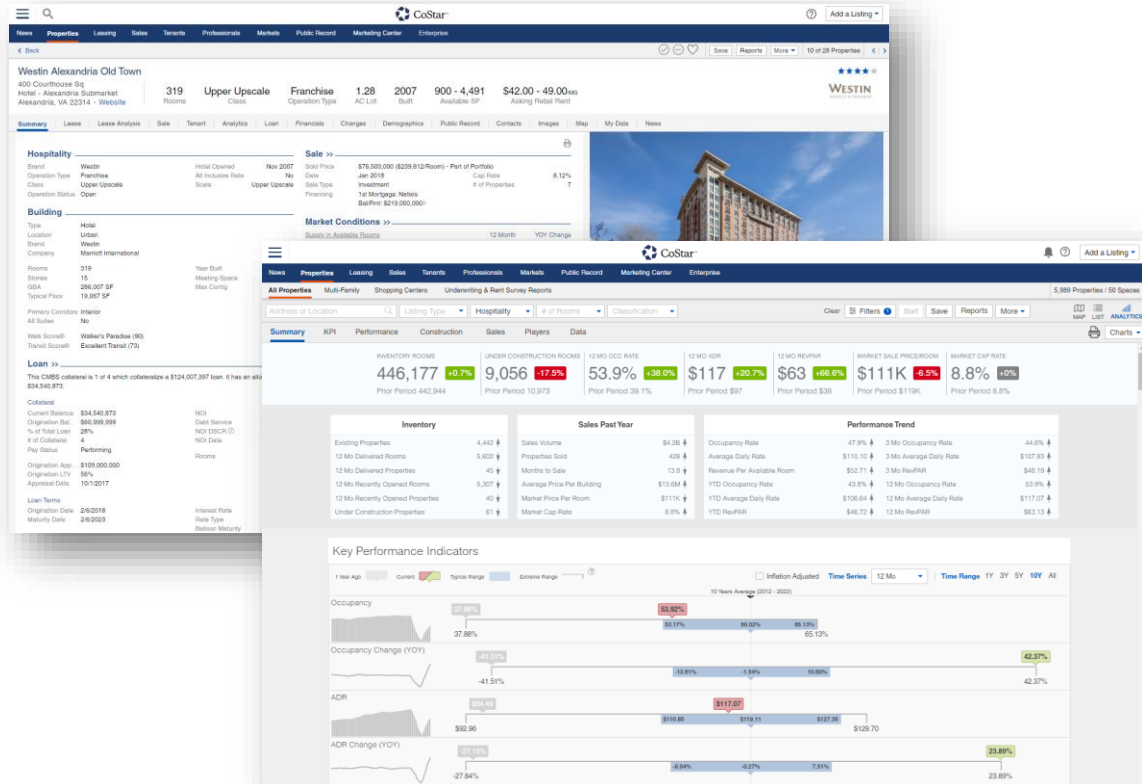 CoStar™
Add a Listing
News Properties Leasing Sales Tenants Professionals Markets Public Record Marketing Center Enterprise
Back
Save Reports More 10 of 28 Properties
Westin Alexandria Old Town
400 Courthouse Sq
Hotel - Alexandria Submarket
Alexandria, VA 22314 - Website
319 Upper Upscale Franchise 1.28 2007 900 - 4,491 $42.00 - 49.00/MG
Rooms Class Operation Type AC Lot Built Available SF Asking Retail Rent
WESTIN
Summary Lease Lease Analysis Sale Tenant Analytics Loan Financials Changes Demographics Public Record Contacts Images Map My Data News
Hospitality
Brand Westin Hotel Opened Nov 2007
Operation Type Franchise All Inclusive Rate No
Class Upper Upscale Scale Upper Upscale
Operation Status Open
Sale »
Sold Price $76,500,000 ($239,812/Room) - Part of Portfolio
Date Jan 2018 Cap Rate 8.12%
Sale Type Investment # of Properties 7
Financing 1st Mortgage: Natixis
Bal/Pmt: $219,000,000/-
Building
Type Hotel
Location Urban
Brand Westin
Company Marriott International
Rooms 319 Year Built
Stories 15 Meeting Space
GBA 286,007 SF Max Contig
Typical Floor 19,067 SF
Primary Corridors Interior
All Suites No
Walk Score® Walker's Paradise (90)
Transit Score® Excellent Transit (73)
Market Conditions »
Supply in Available Rooms 12 Month YOY Change
Loan »
This CMBS collateral is 1 of 4 which collateralize a $124,007,397 loan. It has an allo
$34,540,873.
Collateral
Current Balance $34,540,873 NOI
Origination Bal... $60,999,999 Debt Service
% of Total Loan 28% NOI DSCR
# of Collateral 4 NOI Date
Pay Status Performing
Rooms
Origination App... $109,000,000
Origination LTV 56%
Appraisal Date 10/1/2017
Loan Terms
Origination Date 2/6/2018 Interest Rate
Maturity Date 2/6/2023 Rate Type
Balloon Maturity
CoStar™
Add a Listing
News Properties Leasing Sales Tenants Professionals Markets Public Record Marketing Center Enterprise
All Properties Multi-Family Shopping Centers Underwriting & Rent Survey Reports 5,989 Properties / 50 Spaces
Address or Location Listing Type Hospitality # of Rooms Classification Clear Filters 1 Sort Save Reports More
MAP LIST ANALYTICS
Summary KPI Performance Construction Sales Players Data Charts
INVENTORY ROOMS UNDER CONSTRUCTION ROOMS 12 MO OCC RATE 12 MO ADR 12 MO REVPAR MARKET SALE PRICE/ROOM MARKET CAP RATE
446,177 +0.7% 9,056 -17.5% 53.9% +38.0% $117 +20.7% $63 +66.6% $111K -6.5% 8.8% +0%
Prior Period 442,944 Prior Period 10,973 Prior Period 39.1% Prior Period $97 Prior Period $38 Prior Period $119K Prior Period 8.8%
Inventory
Existing Properties 4,442
12 Mo Delivered Rooms 5,602
12 Mo Delivered Properties 45
12 Mo Recently Opened Rooms 5,307
12 Mo Recently Opened Properties 40
Under Construction Properties 61
Sales Past Year
Sales Volume $4.2B
Properties Sold 426
Months to Sale 13.8
Average Price Per Building $13.6M
Market Price Per Room $111K
Market Cap Rate 8.8%
Performance Trend
Occupancy Rate 47.9% 3 Mo Occupancy Rate 44.6%
Average Daily Rate $110.10 3 Mo Average Daily Rate $107.93
Revenue Per Available Room $52.71 3 Mo RevPAR $48.19
YTD Occupancy Rate 43.8% 12 Mo Occupancy Rate 53.9%
YTD Average Daily Rate $106.64 12 Mo Average Daily Rate $117.07
YTD RevPAR $46.72 12 Mo RevPAR $63.13
Key Performance Indicators
1 Year Ago Current Typical Range Extreme Range Inflation Adjusted Time Series 12 Mo Time Range 1Y 3Y 5Y 10Y All
10 Years Average (2012 - 2022)
Occupancy
37.88% 53.92%
53.17% 60.02% 65.13%
37.88% 65.13%
Occupancy Change (YOY)
-41.51% 42.37%
-13.61% -1.54% 10.60%
-41.51% 42.37%
ADR
$94.49 $117.07
$110.95 $119.11 $127.35
$92.96 $129.70
ADR Change (YOY)
-27.15% 23.89%
-8.04% -0.27% 7.51%
-27.84% 23.89%